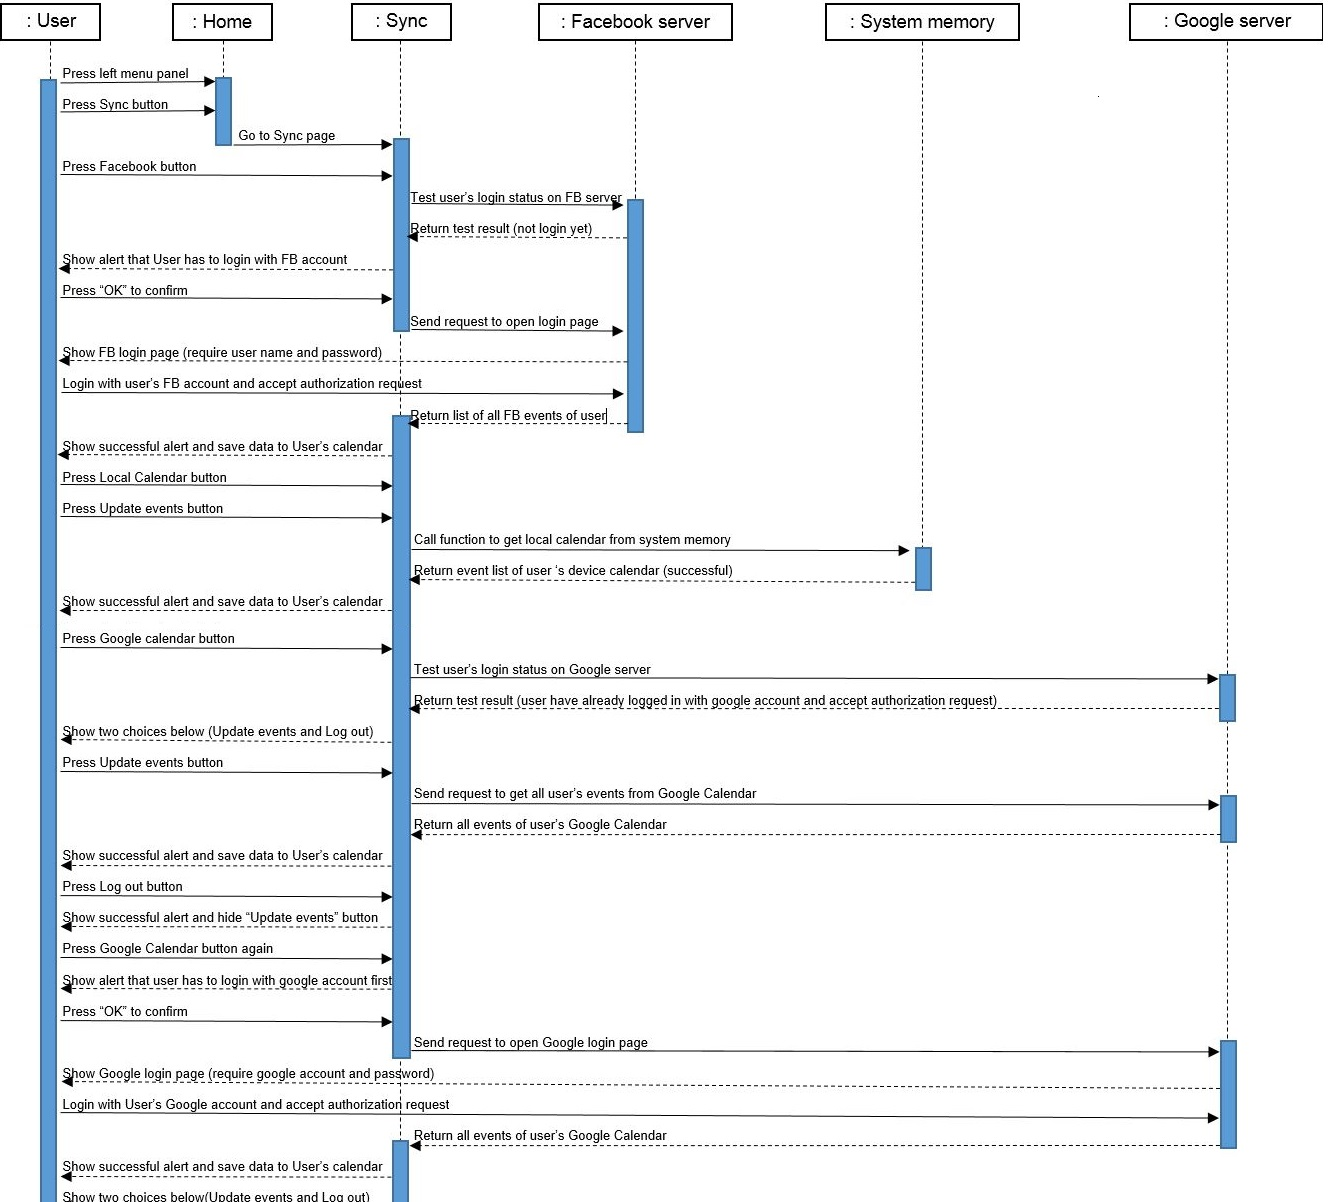 : User
: Home
: Sync
: Facebook server
: System memory
: Google server
Press left menu panel
Press Sync button
Go to Sync page
Press Facebook button
Test user's login status on FB server
Return test result (not login yet)
Show alert that User has to login with FB account
Press “OK” to confirm
Send request to open login page
Show FB login page (require user name and password)
Login with user's FB account and accept authorization request
Return list of all FB events of user
Show successful alert and save data to User's calendar
Press Local Calendar button
Press Update events button
Call function to get local calendar from system memory
Return event list of user ‘s device calendar (successful)
Show successful alert and save data to User's calendar
Press Google calendar button
Test user's login status on Google server
Return test result (user have already logged in with google account and accept authorization request)
Show two choices below (Update events and Log out)
Press Update events button
Send request to get all user's events from Google Calendar
Return all events of user's Google Calendar
Show successful alert and save data to User's calendar
Press Log out button
Show successful alert and hide “Update events” button
Press Google Calendar button again
Show alert that user has to login with google account first
Press “OK” to confirm
Send request to open Google login page
Show Google login page (require google account and password)
Login with User's Google account and accept authorization request
Return all events of user's Google Calendar
Show successful alert and save data to User's calendar
Show two choices below(Update events and Log out)